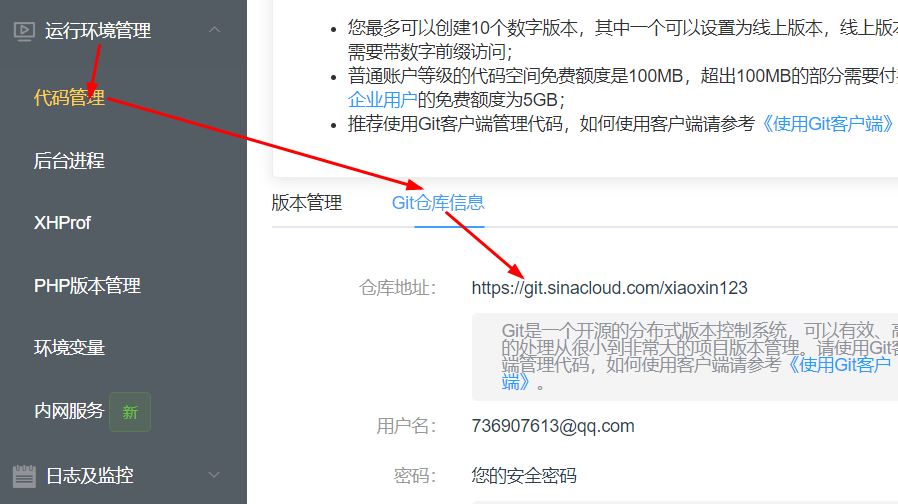 运行环境管理
代码管理
后台进程
XHProf
PHP版本管理
环境变量
内网服务 新
日志及监控
您最多可以创建10个数字版本，其中一个可以设置为线上版本，线上版
需要带数字前缀访问；
普通账户等级的代码空间免费额度是100MB，超出100MB的部分需要付
企业用户的免费额度为5GB；
推荐使用Git客户端管理代码，如何使用客户端请参考《使用Git客户端》
版本管理 Git仓库信息
仓库地址： https://git.sinacloud.com/xiaoxin123
Git是一个开源的分布式版本控制系统，可以有效、高
的处理从很小到非常大的项目版本管理。请使用Git客
端管理代码，如何使用客户端请参考《使用Git客户
端》。
用户名： 736907613@qq.com
密码： 您的安全密码